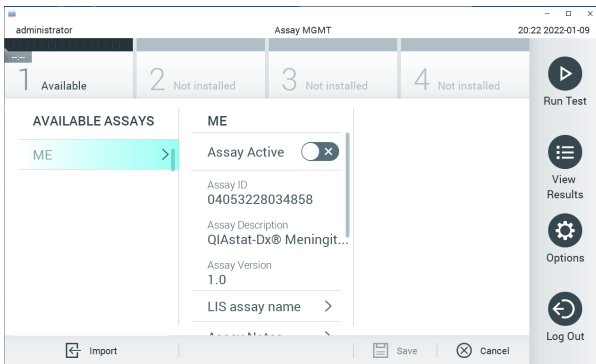 administrator Assay MGMT 20:22 2022-01-09
--:--
1 Available 2 Not installed 3 Not installed 4 Not installed
Run Test
AVAILABLE ASSAYS ME
ME Assay Active
View Results
Assay ID
04053228034858
Assay Description
QIAstat-Dx® Meningit...
Options
Assay Version
1.0
LIS assay name
Assay Notes
Import Save Cancel Log Out